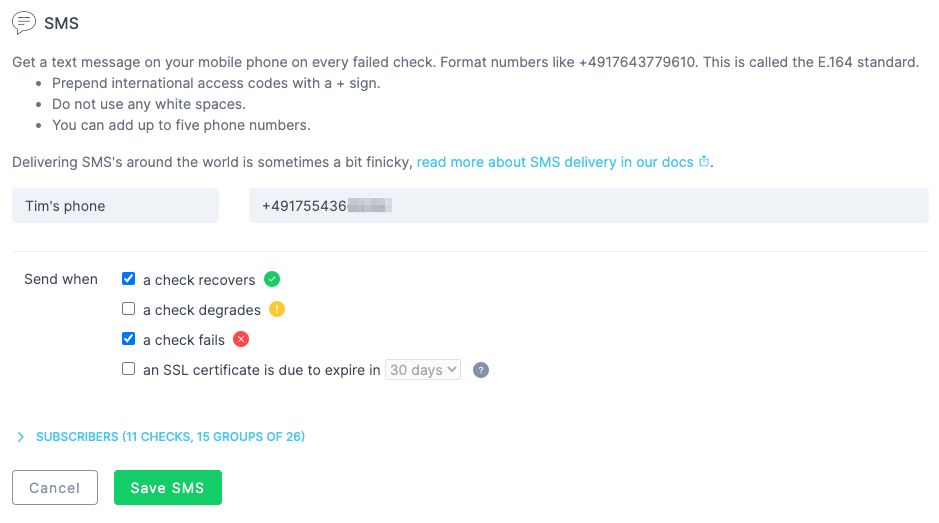 SMS
Get a text message on your mobile phone on every failed check. Format numbers like +4917643779610. This is called the E.164 standard.
• Prepend international access codes with a + sign.
• Do not use any white spaces.
• You can add up to five phone numbers.
Delivering SMS's around the world is sometimes a bit finicky, read more about SMS delivery in our docs.
Tim's phone +491755436
Send when a check recovers
a check degrades
a check fails
an SSL certificate is due to expire in 30 days ?
SUBSCRIBERS (11 CHECKS, 15 GROUPS OF 26)
Cancel Save SMS